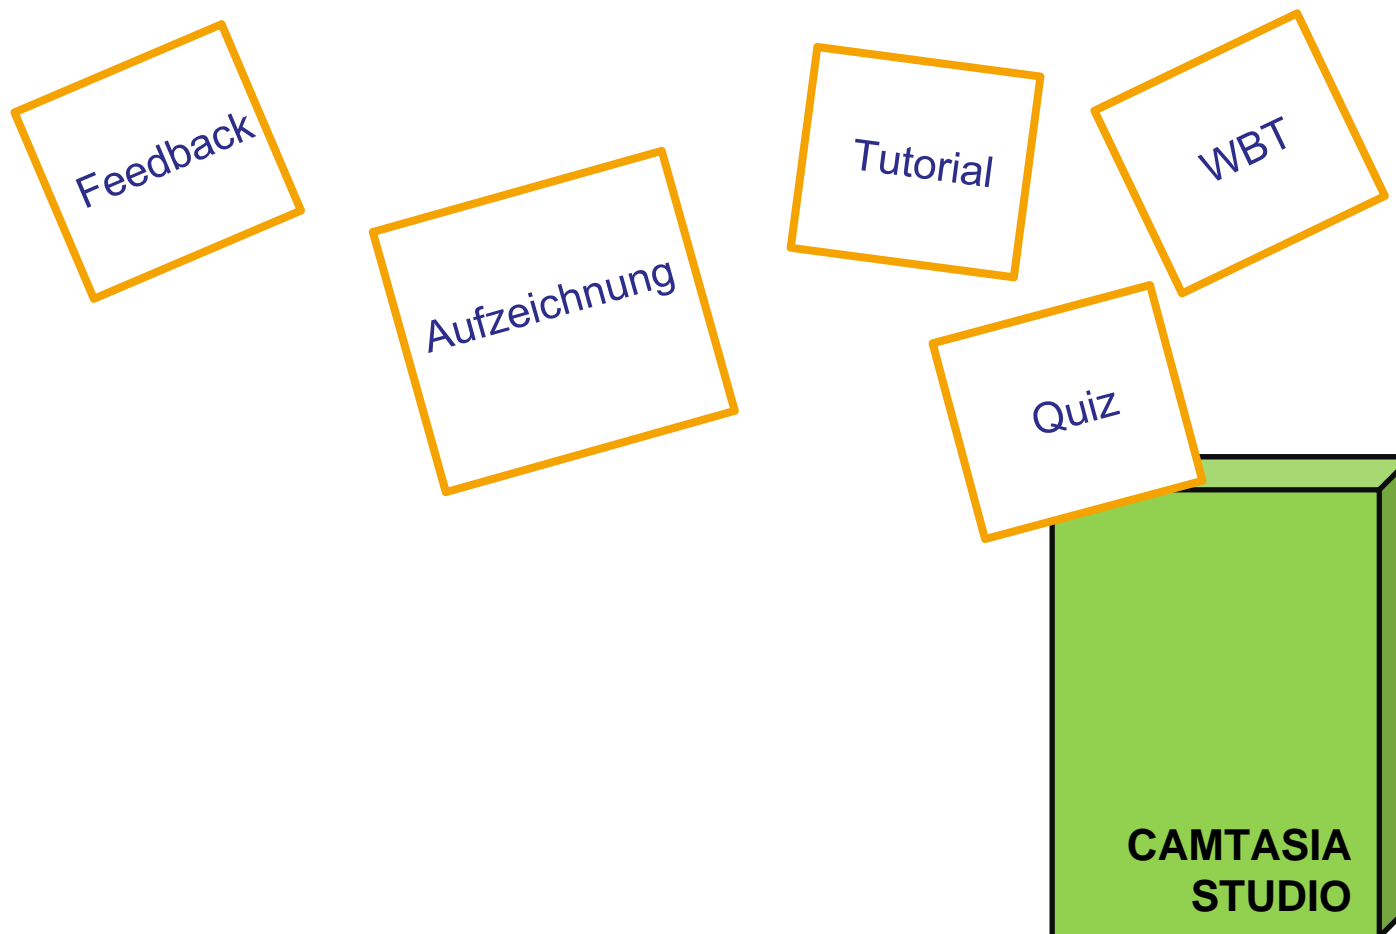 Feedback
Aufzeichnung
Tutorial
WBT
Quiz
CAMTASIA
STUDIO